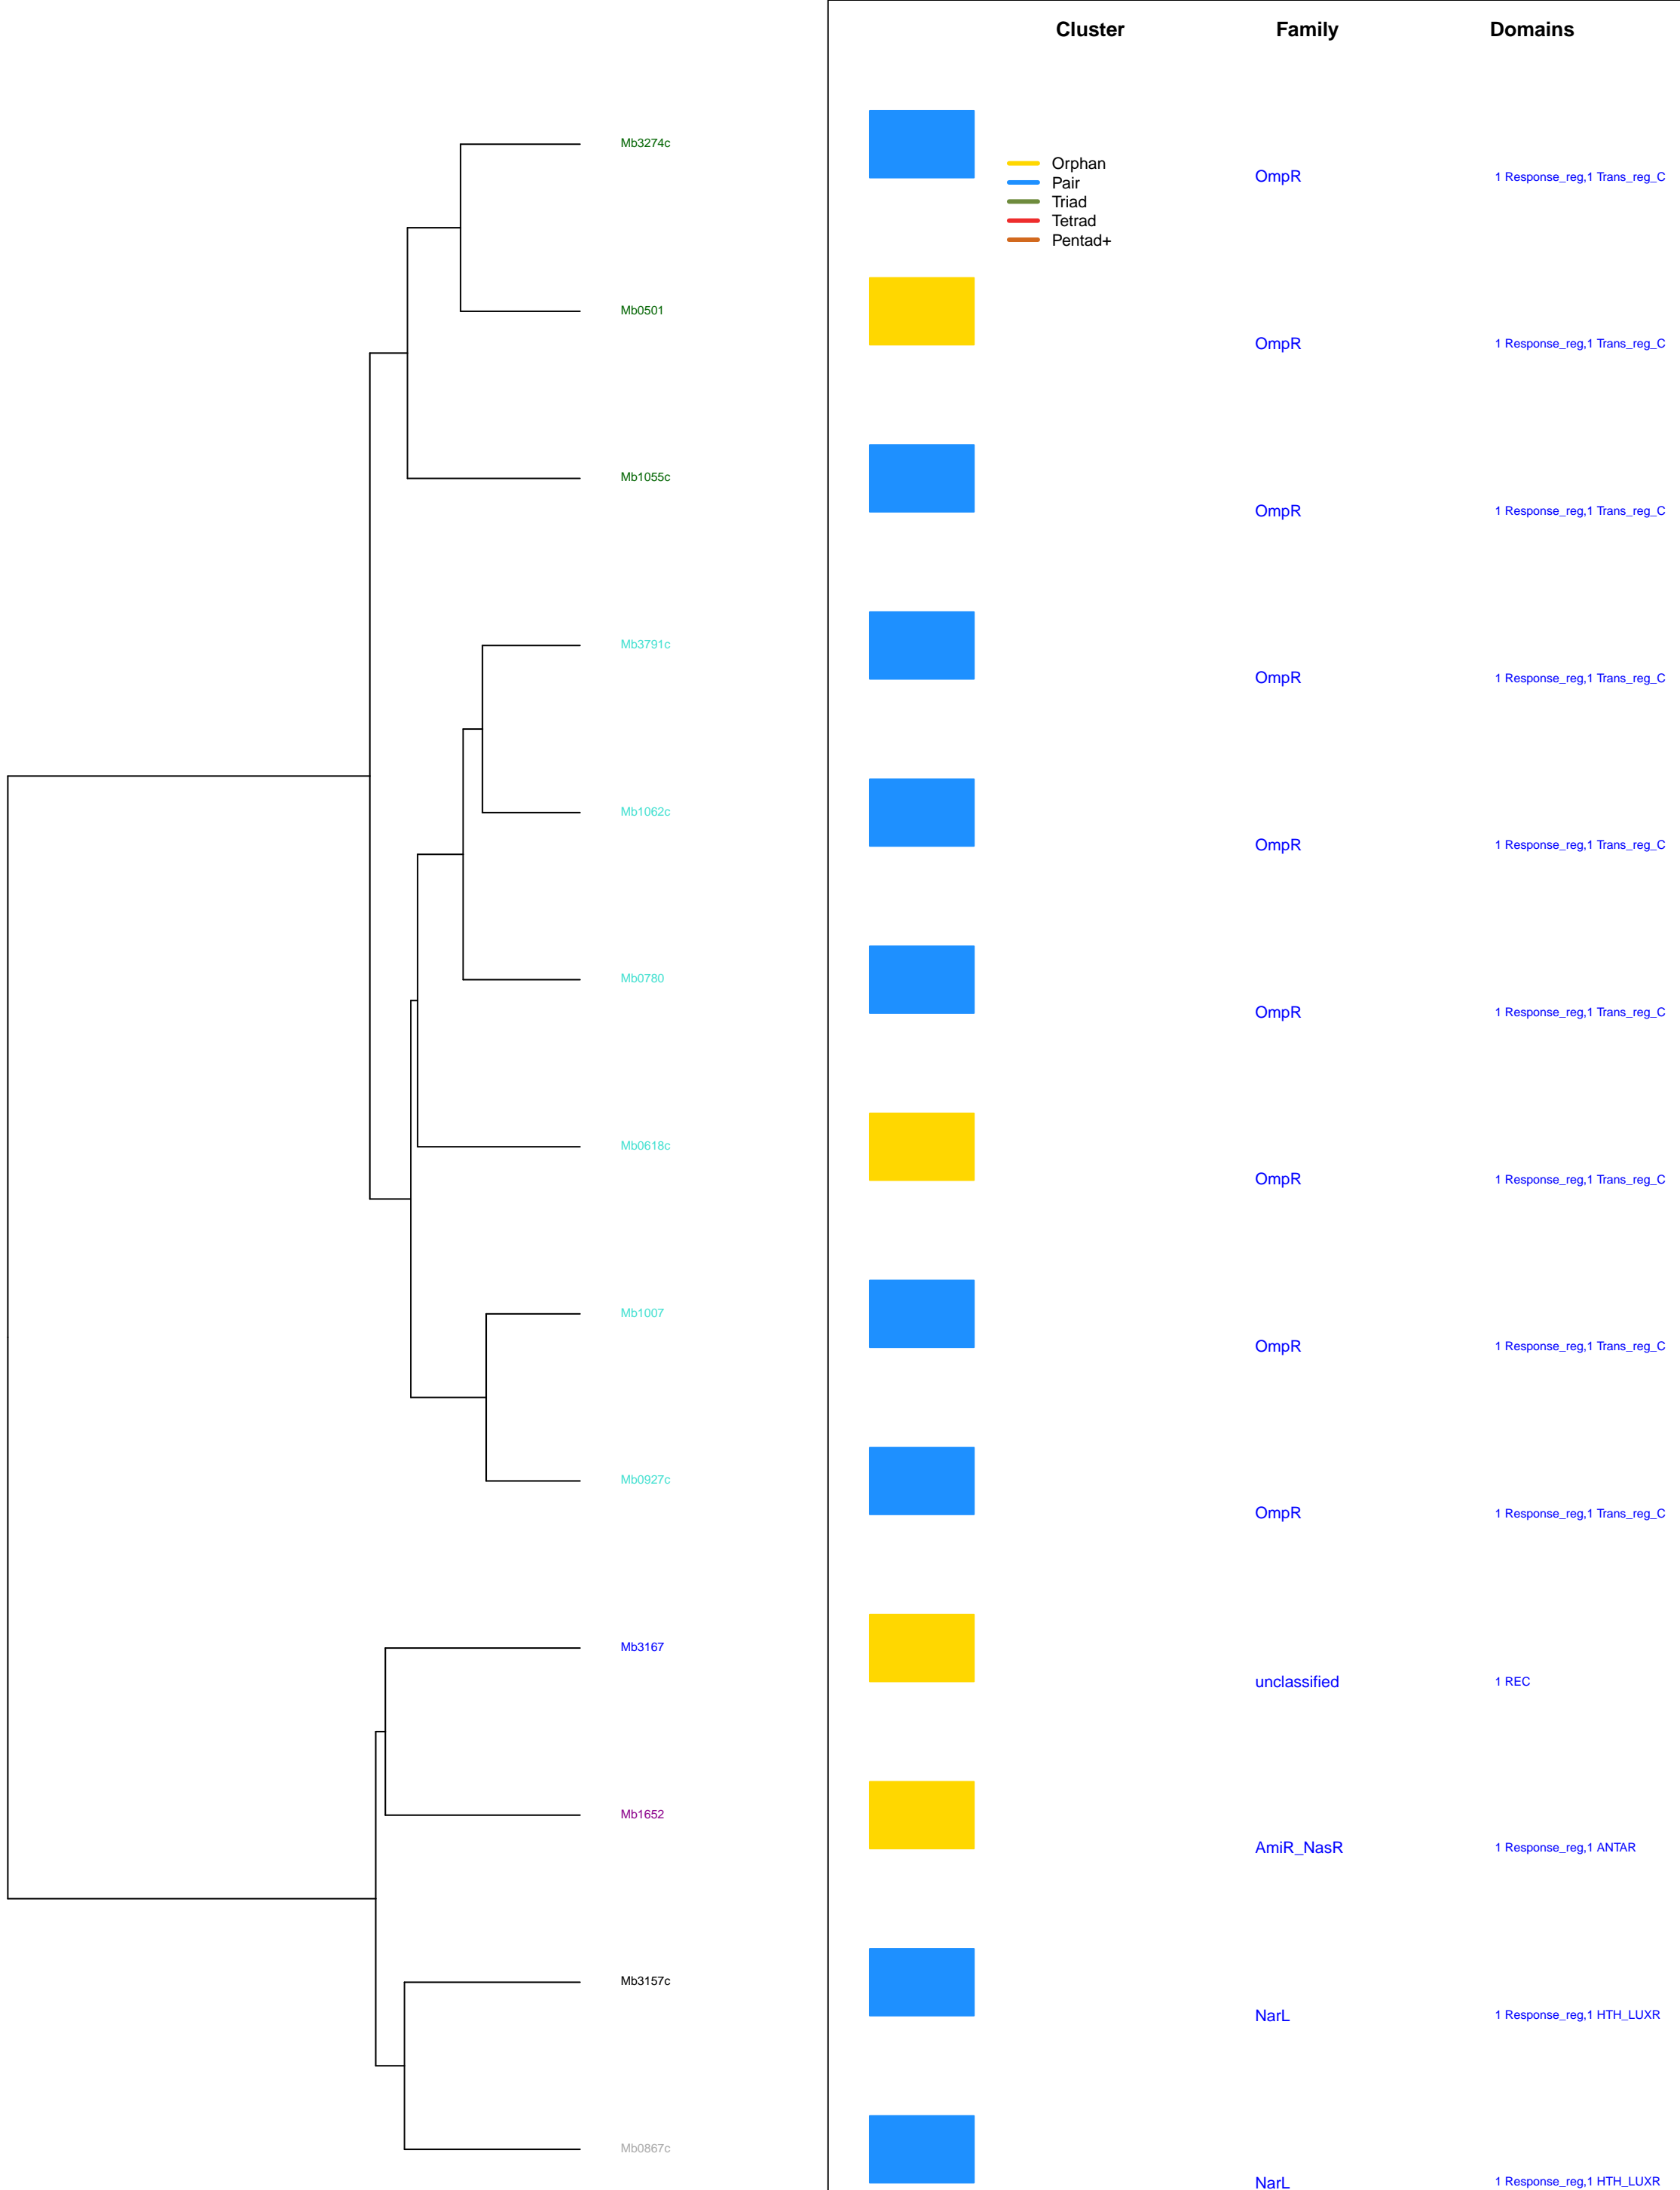 Cluster Family Domains
Mb3274c
Orphan
Pair
OmpR 1 Response_reg,1 Trans_reg_C
Triad
Tetrad
Pentad+
Mb0501
OmpR 1 Response_reg,1 Trans_reg_C
Mb1055c
OmpR 1 Response_reg,1 Trans_reg_C
Mb3791c
OmpR 1 Response_reg,1 Trans_reg_C
Mb1062c
OmpR 1 Response_reg,1 Trans_reg_C
Mb0780
OmpR 1 Response_reg,1 Trans_reg_C
Mb0618c
OmpR 1 Response_reg,1 Trans_reg_C
Mb1007
OmpR 1 Response_reg,1 Trans_reg_C
Mb0927c
OmpR 1 Response_reg,1 Trans_reg_C
Mb3167
unclassified 1 REC
Mb1652
AmiR_NasR 1 Response_reg,1 ANTAR
Mb3157c
NarL 1 Response_reg,1 HTH_LUXR
Mb0867c
NarL 1 Response_reg,1 HTH_LUXR